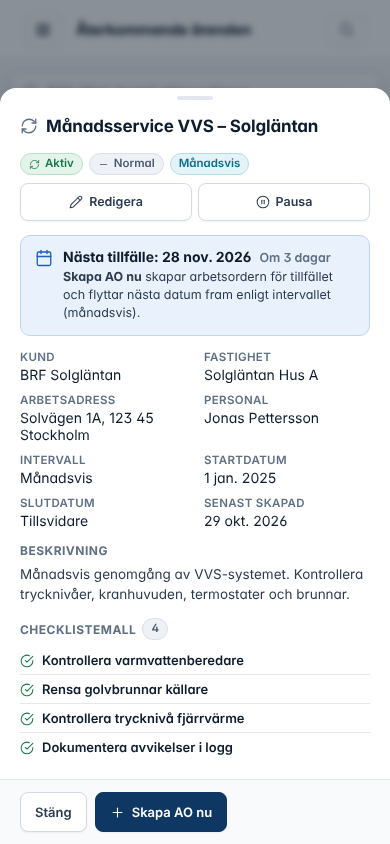 Återkommande ärenden
Månadsservice VVS – Solgläntan
Aktiv
Normal
Månadsvis
Redigera
Pausa
Nästa tillfälle: 28 nov. 2026 Om 3 dagar
Skapa AO nu skapar arbetsordern för tillfället
och flyttar nästa datum fram enligt intervallet
(månadsvis).
KUND
BRF Solgläntan
FASTIGHET
Solgläntan Hus A
ARBETSADRESS
Solvägen 1A, 123 45
Stockholm
PERSONAL
Jonas Pettersson
INTERVALL
Månadsvis
STARTDATUM
1 jan. 2025
SLUTDATUM
Tillsvidare
SENAST SKAPAD
29 okt. 2026
BESKRIVNING
Månadsvis genomgång av VVS-systemet. Kontrollera
trycknivåer, kranhuvuden, termostater och brunnar.
CHECKLISTEMALL 4
Kontrollera varmvattenberedare
Rensa golvbrunnar källare
Kontrollera trycknivå fjärrvärme
Dokumentera avvikelser i logg
Stäng
Skapa AO nu